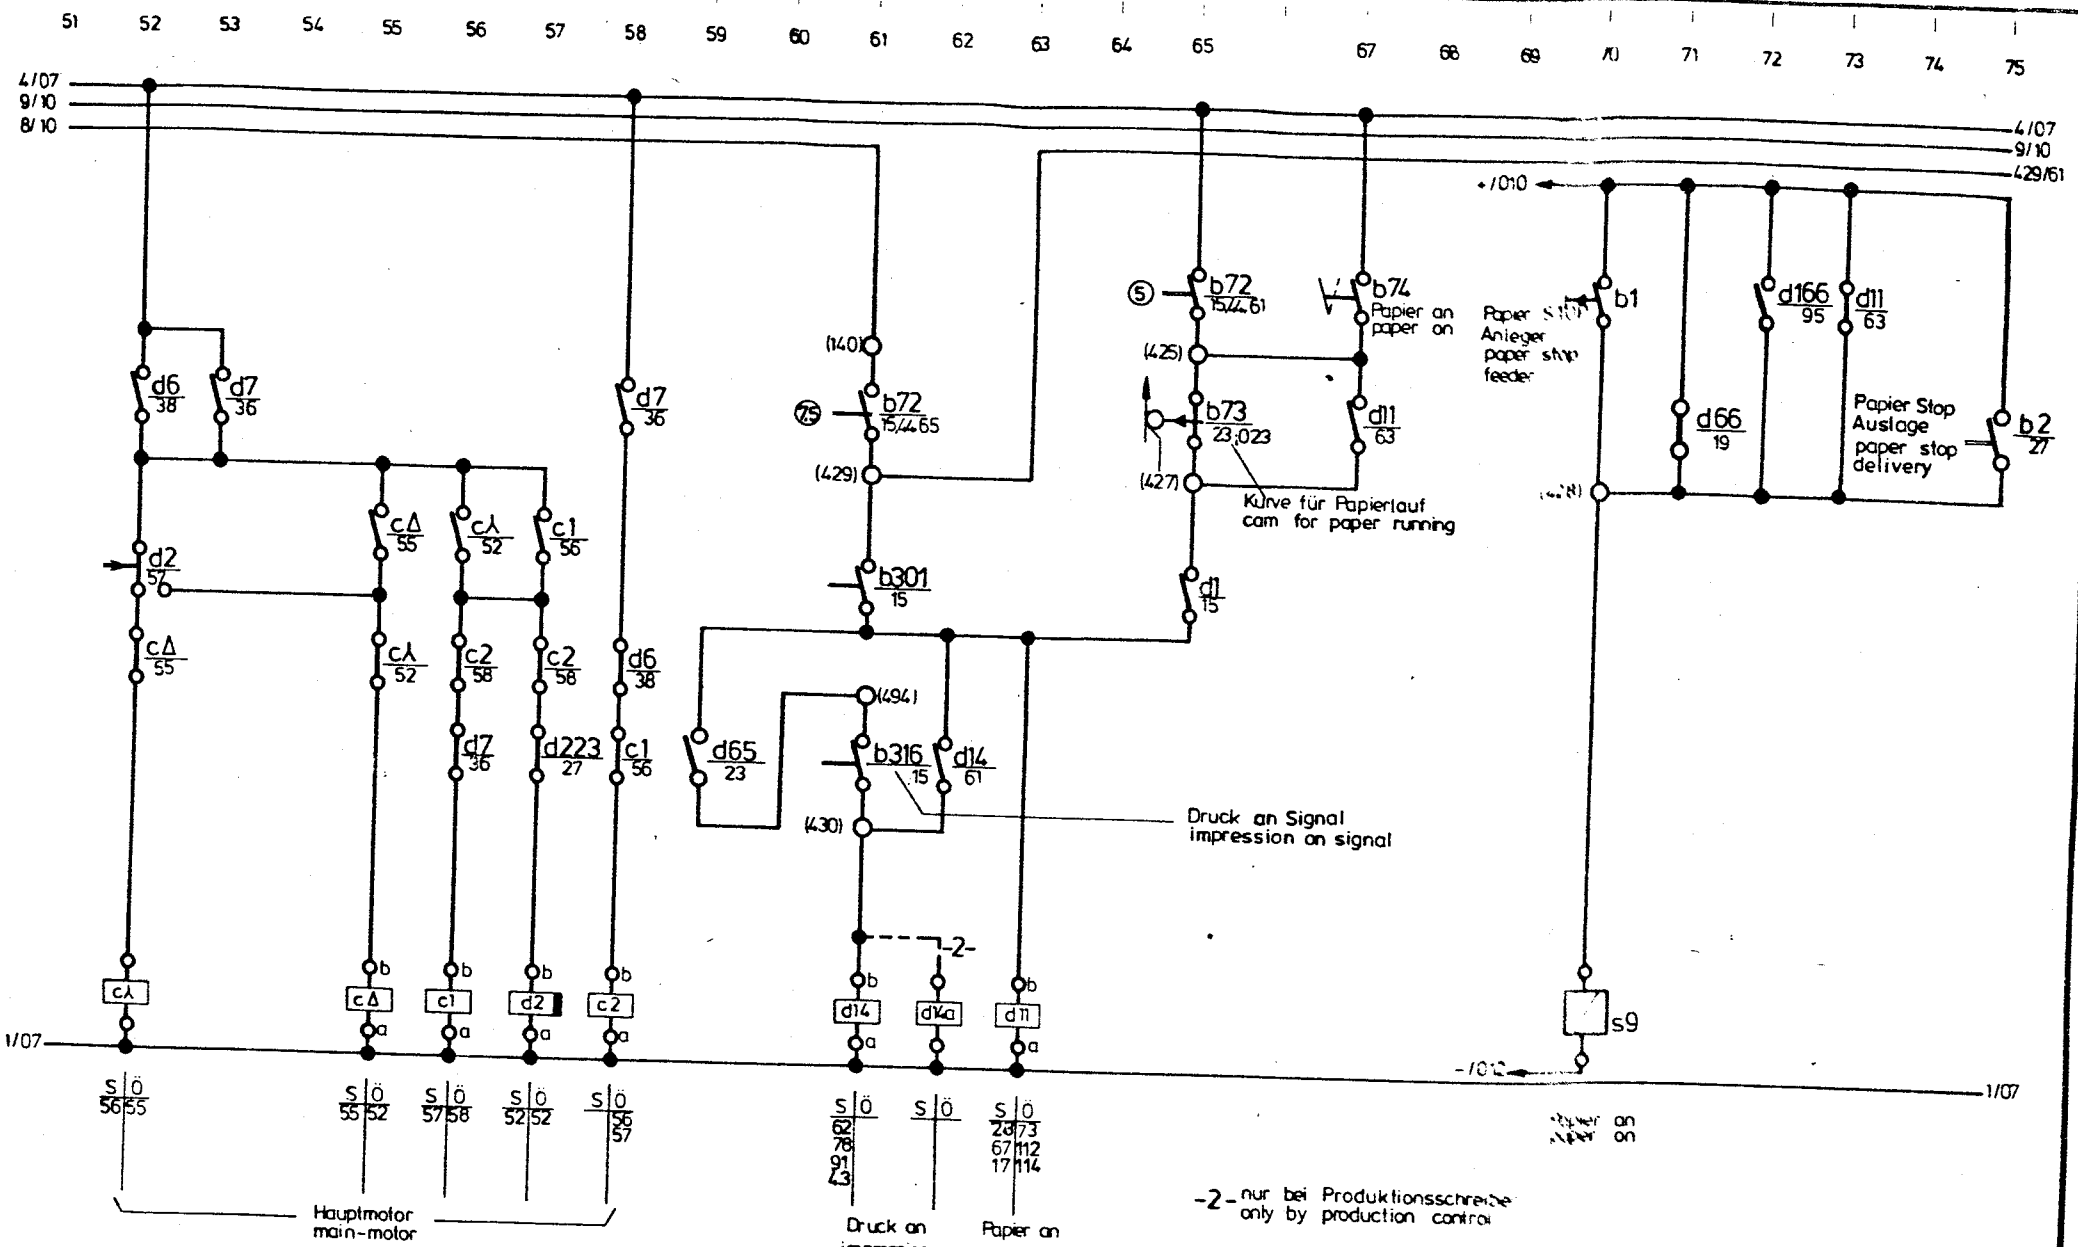 51 52 53 54 55 56 57 58 59 60 61 62 63 64 65 67 68 69 70 71 72 73 74 75
4/07
9/10
8/10
4/07
9/10
429/61
+/010
d6
38
d7
36
d7
36
(140)
75
b72
15,44,65
(429)
5
b72
15,44,61
b74
Papier an
paper on
(425)
b73
23,023
d11
63
(427)
Kurve für Papierlauf
cam for paper running
Papier STOP
Anleger
paper stop
feeder
b1
d166
95
d11
63
d66
19
Papier Stop
Auslage
paper stop
delivery
b2
27
(428)
d2
57
cΔ
55
cλ
52
c1
56
b301
15
d1
15
cΔ
55
cλ
52
c2
58
c2
58
d6
38
d7
36
d223
27
c1
56
d65
23
(494)
b316
15
d14
61
(430)
Druck an Signal
impression on signal
-2-
b b b b b b
cλ cΔ c1 d2 c2 d14 d14a d11 s9
a a a a a a
1/07
-/012
1/07
S Ö
56 55
S Ö
55 52
S Ö
57 58
S Ö
52 52
S Ö
56
57
S Ö
62
78
91
43
S Ö
S Ö
23 73
67 112
17 114
Papier an
paper on
Hauptmotor
main-motor
Druck an
Papier an
-2- nur bei Produktionsschreibe
only by production control